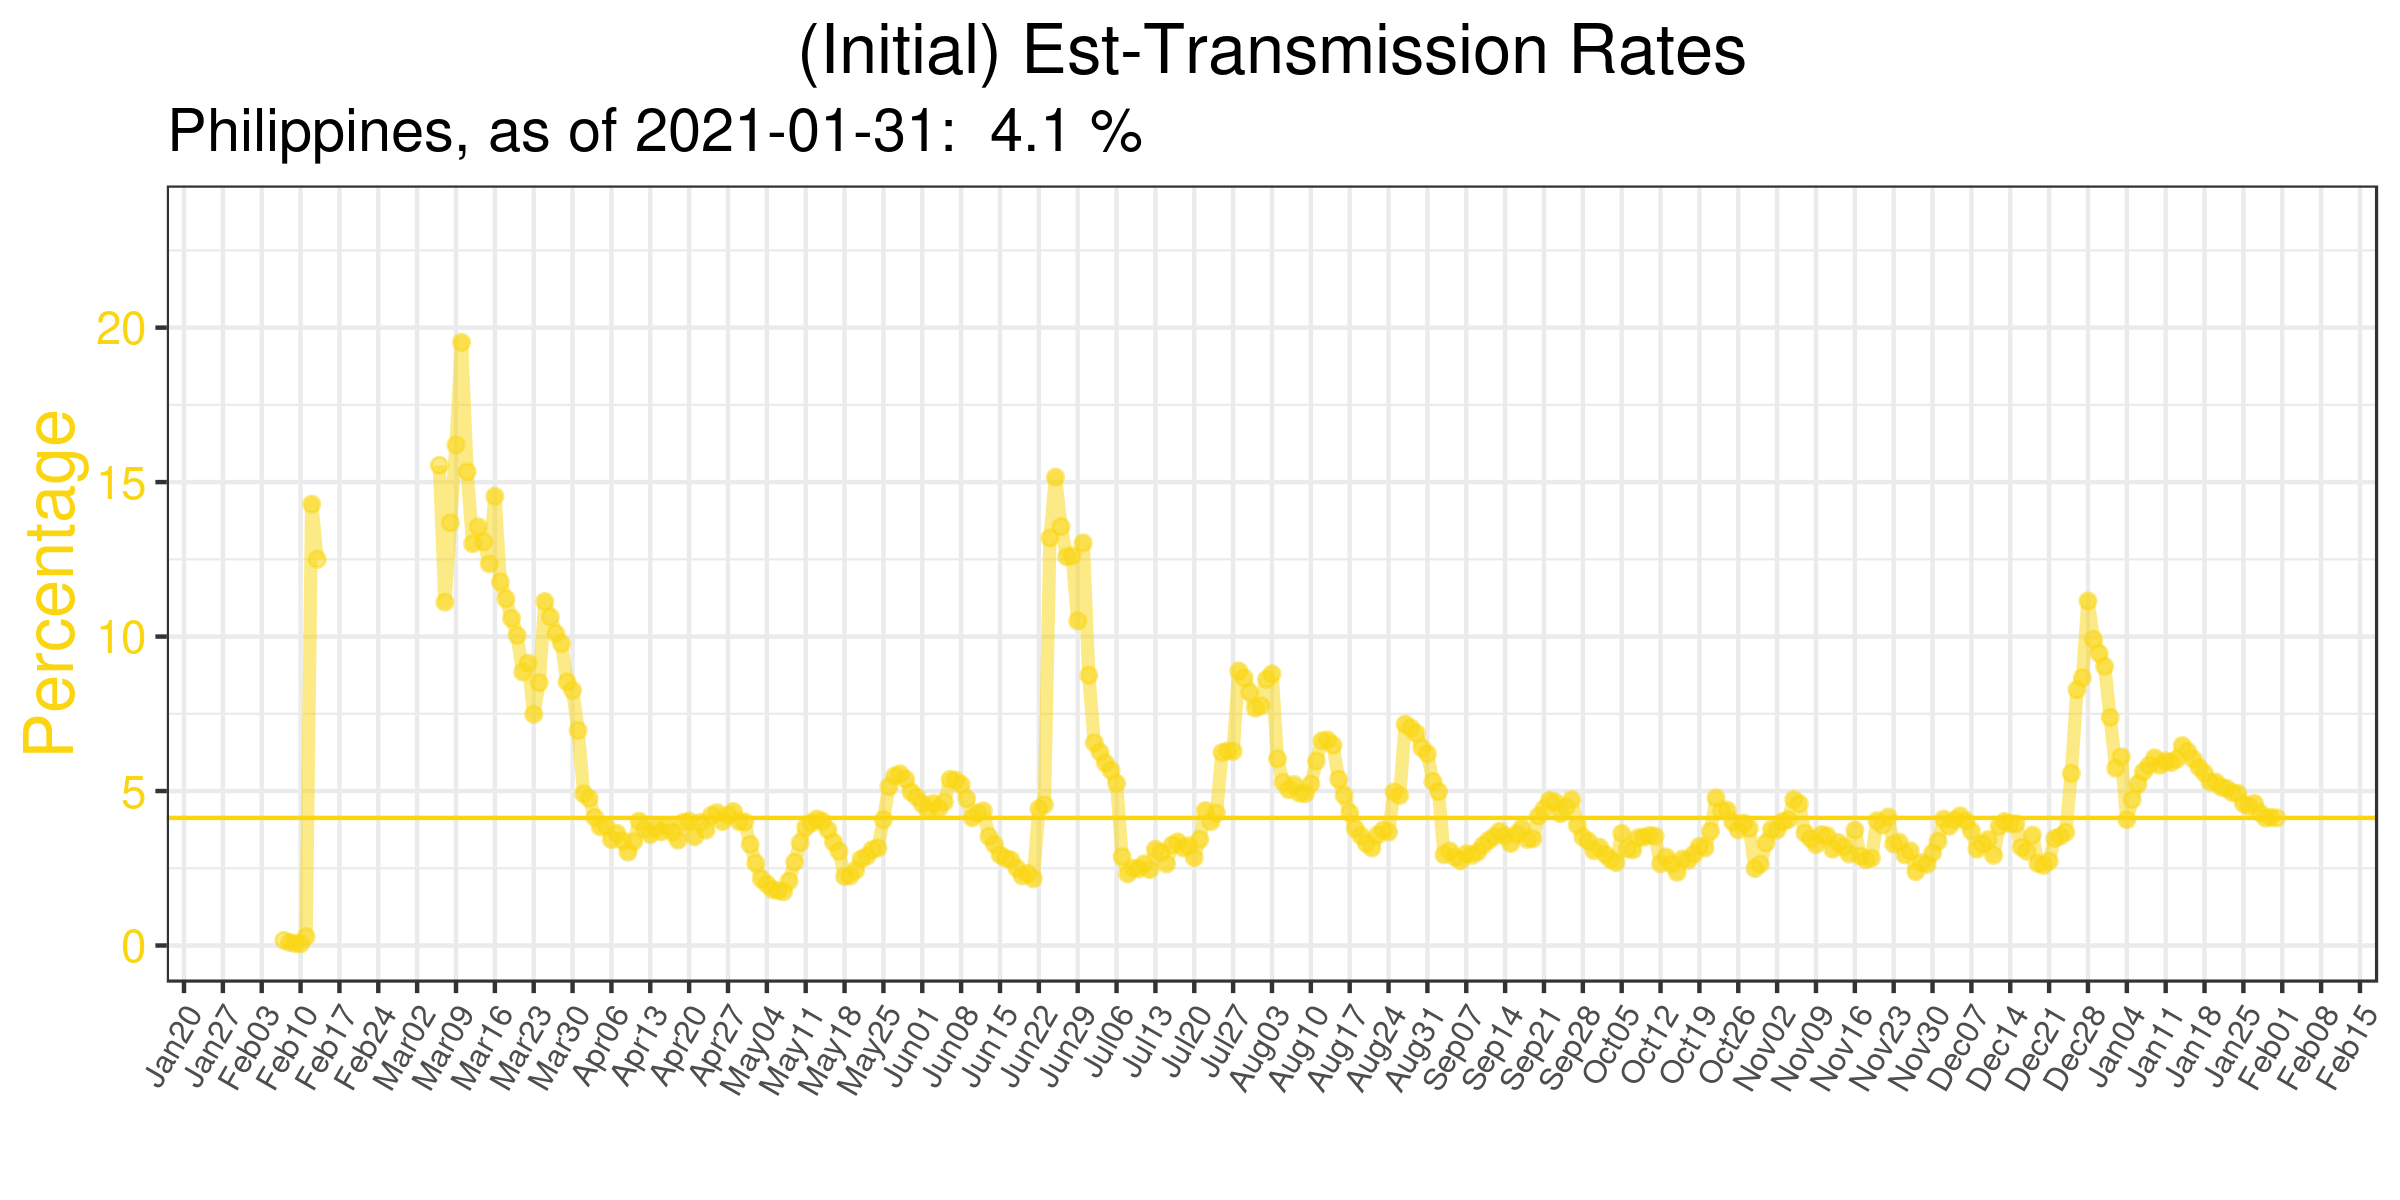 (Initial) Est-Transmission Rates
Philippines, as of 2021-01-31:  4.1 %
Percentage
20
15
10
5
0
Jan20
Jan27
Feb03
Feb10
Feb17
Feb24
Mar02
Mar09
Mar16
Mar23
Mar30
Apr06
Apr13
Apr20
Apr27
May04
May11
May18
May25
Jun01
Jun08
Jun15
Jun22
Jun29
Jul06
Jul13
Jul20
Jul27
Aug03
Aug10
Aug17
Aug24
Aug31
Sep07
Sep14
Sep21
Sep28
Oct05
Oct12
Oct19
Oct26
Nov02
Nov09
Nov16
Nov23
Nov30
Dec07
Dec14
Dec21
Dec28
Jan04
Jan11
Jan18
Jan25
Feb01
Feb08
Feb15